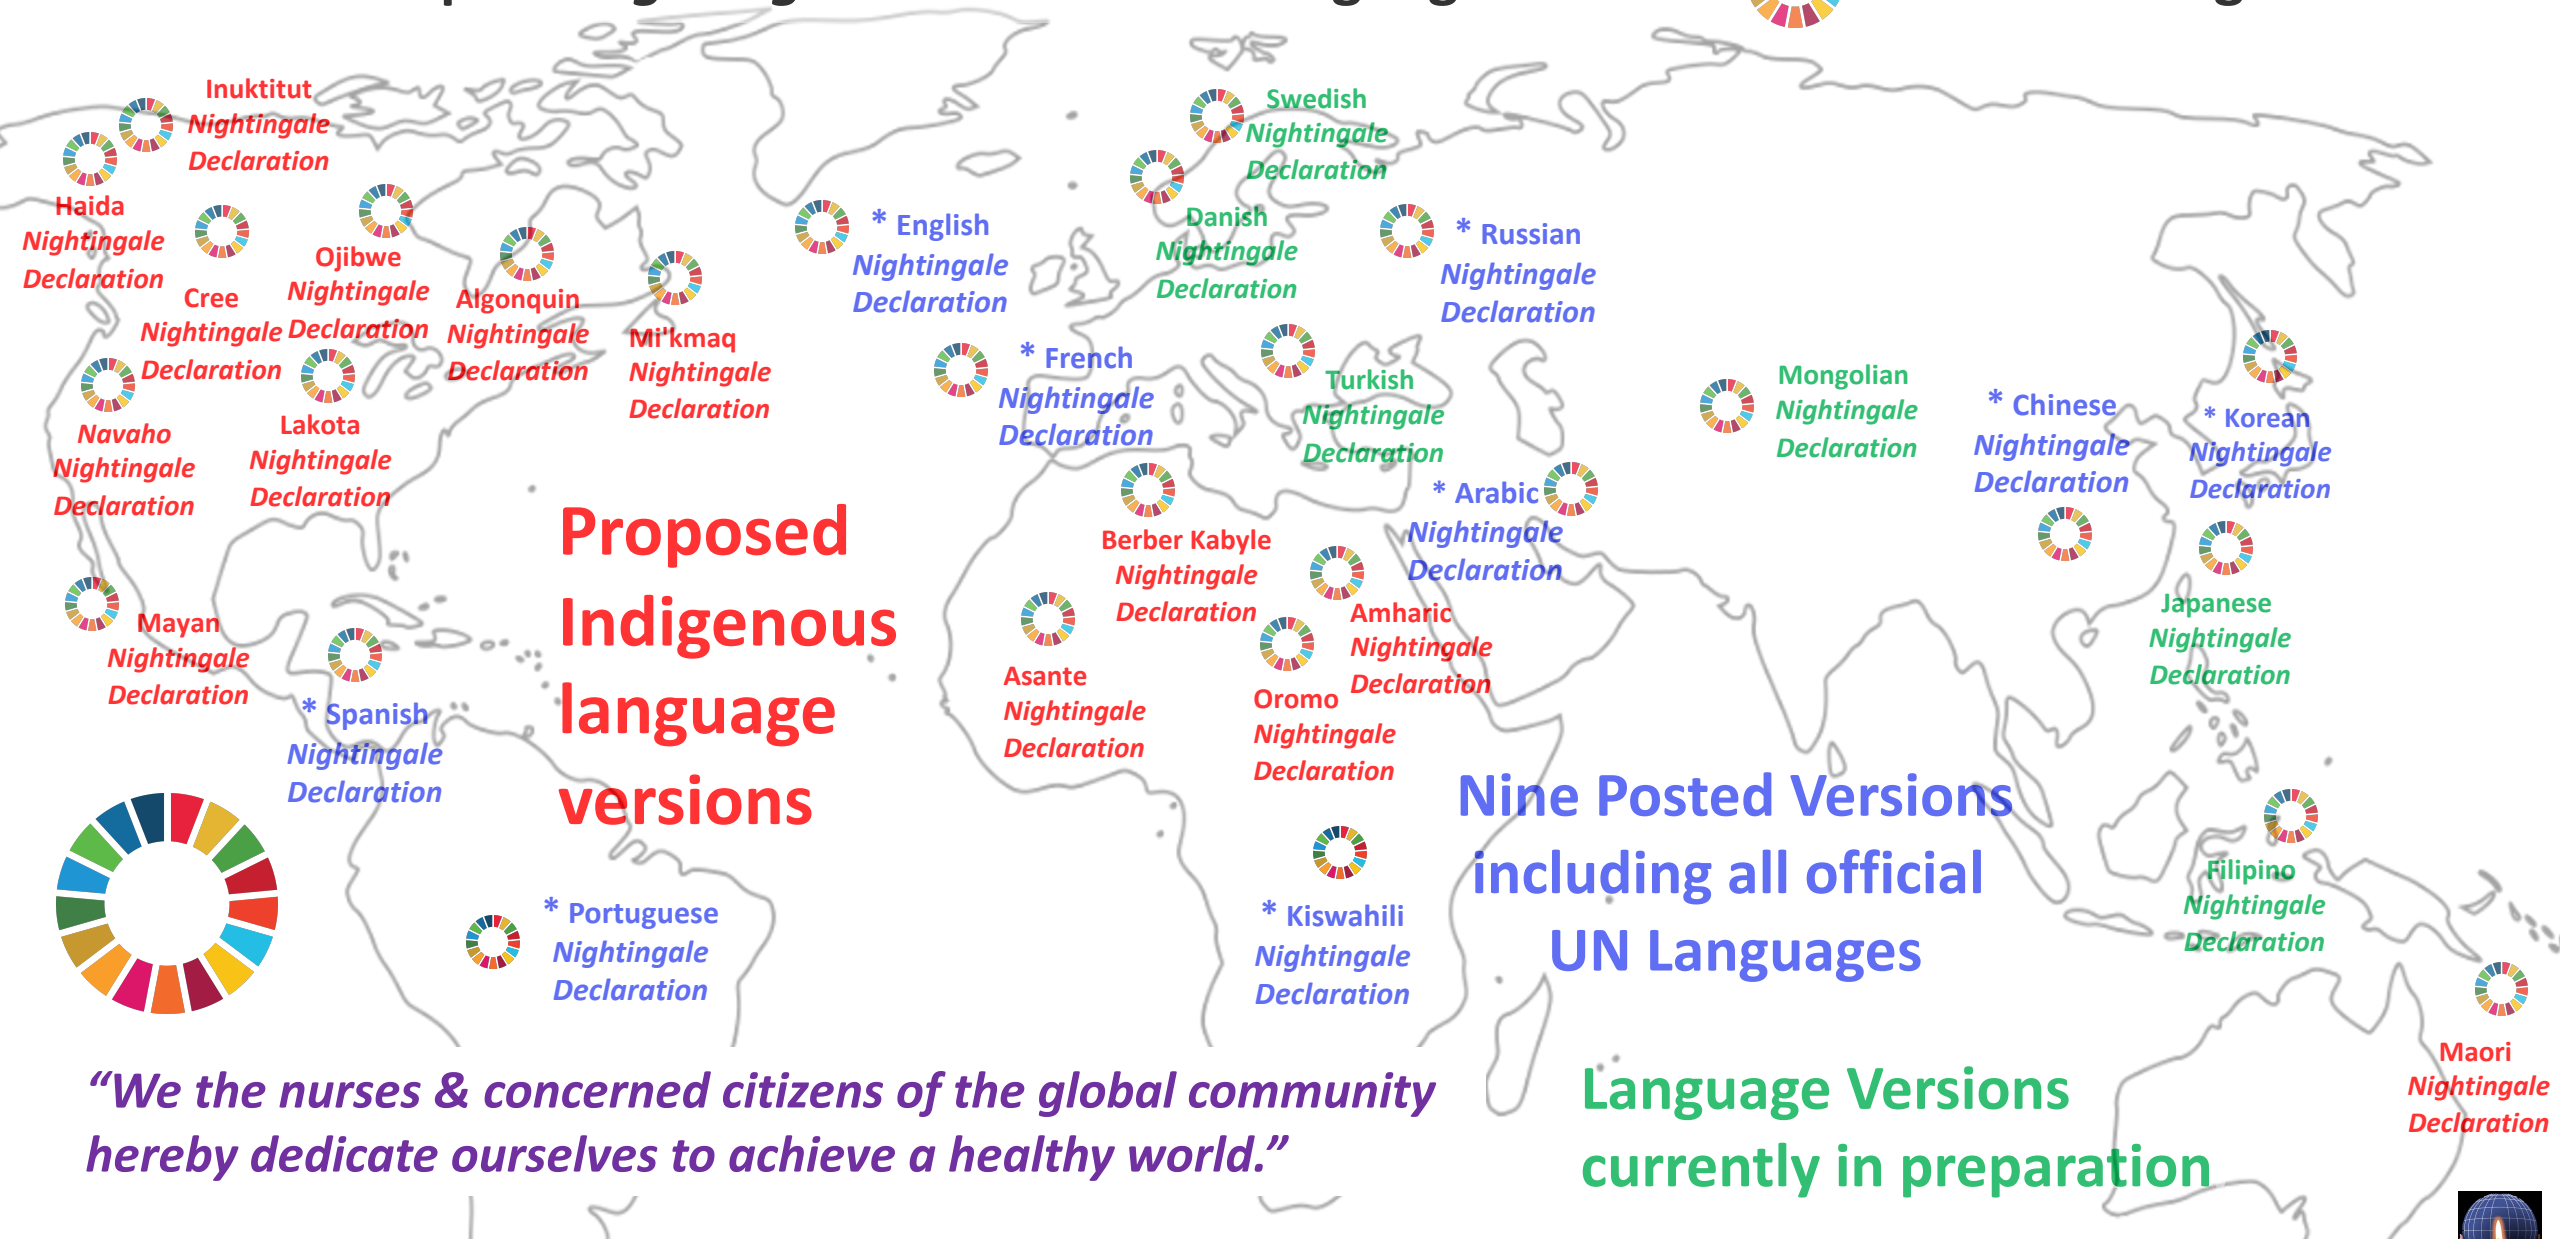 Inuktitut
Nightingale
Declaration
Haida
Nightingale
Declaration
Cree
Nightingale
Declaration
Ojibwe
Nightingale
Declaration
Algonquin
Nightingale
Declaration
Mi'kmaq
Nightingale
Declaration
Navaho
Nightingale
Declaration
Lakota
Nightingale
Declaration
Mayan
Nightingale
Declaration
* Spanish
Nightingale
Declaration
* Portuguese
Nightingale
Declaration
Proposed
Indigenous
language
versions
* English
Nightingale
Declaration
* French
Nightingale
Declaration
Swedish
Nightingale
Declaration
Danish
Nightingale
Declaration
* Russian
Nightingale
Declaration
Turkish
Nightingale
Declaration
* Arabic
Nightingale
Declaration
Berber Kabyle
Nightingale
Declaration
Asante
Nightingale
Declaration
Amharic
Nightingale
Declaration
Oromo
Nightingale
Declaration
* Kiswahili
Nightingale
Declaration
Mongolian
Nightingale
Declaration
* Chinese
Nightingale
Declaration
* Korean
Nightingale
Declaration
Japanese
Nightingale
Declaration
Filipino
Nightingale
Declaration
Maori
Nightingale
Declaration
Nine Posted Versions
including all official
UN Languages
Language Versions
currently in preparation
“We the nurses & concerned citizens of the global community
hereby dedicate ourselves to achieve a healthy world.”